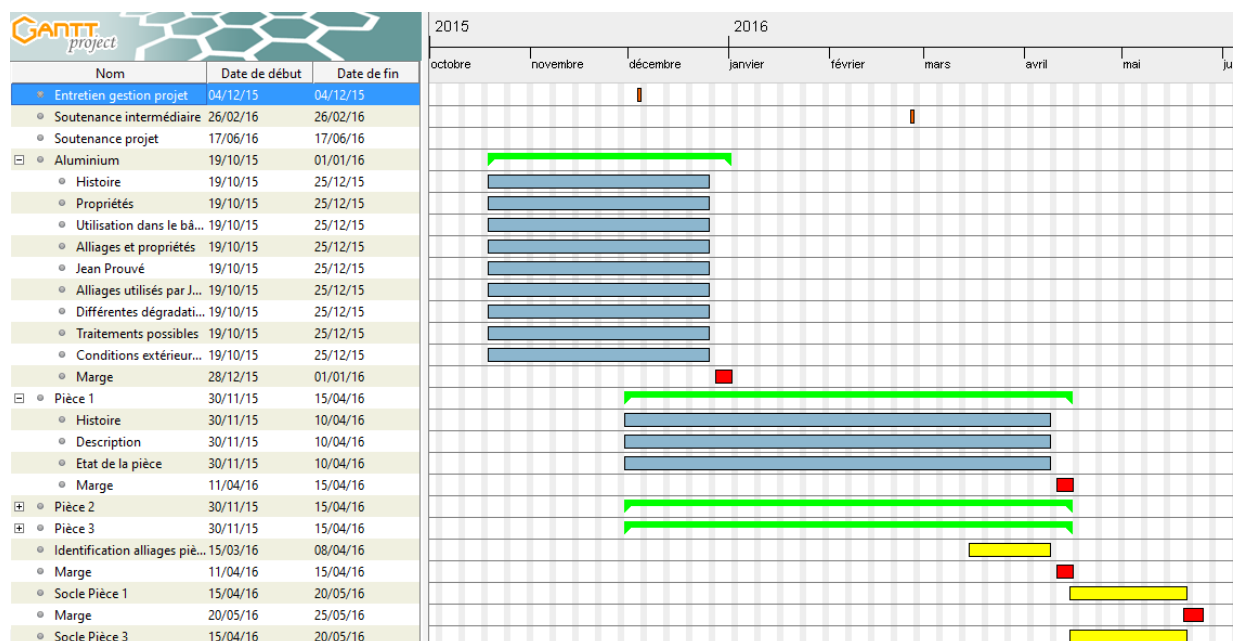 GANTT project
2015 2016
octobre novembre décembre janvier février mars avril mai ju
Nom Date de début Date de fin
Entretien gestion projet 04/12/15 04/12/15
Soutenance intermédiaire 26/02/16 26/02/16
Soutenance projet 17/06/16 17/06/16
Aluminium 19/10/15 01/01/16
Histoire 19/10/15 25/12/15
Propriétés 19/10/15 25/12/15
Utilisation dans le bâ... 19/10/15 25/12/15
Alliages et propriétés 19/10/15 25/12/15
Jean Prouvé 19/10/15 25/12/15
Alliages utilisés par J... 19/10/15 25/12/15
Différentes dégradati... 19/10/15 25/12/15
Traitements possibles 19/10/15 25/12/15
Conditions extérieur... 19/10/15 25/12/15
Marge 28/12/15 01/01/16
Pièce 1 30/11/15 15/04/16
Histoire 30/11/15 10/04/16
Description 30/11/15 10/04/16
Etat de la pièce 30/11/15 10/04/16
Marge 11/04/16 15/04/16
Pièce 2 30/11/15 15/04/16
Pièce 3 30/11/15 15/04/16
Identification alliages piè... 15/03/16 08/04/16
Marge 11/04/16 15/04/16
Socle Pièce 1 15/04/16 20/05/16
Marge 20/05/16 25/05/16
Socle Pièce 3 15/04/16 20/05/16